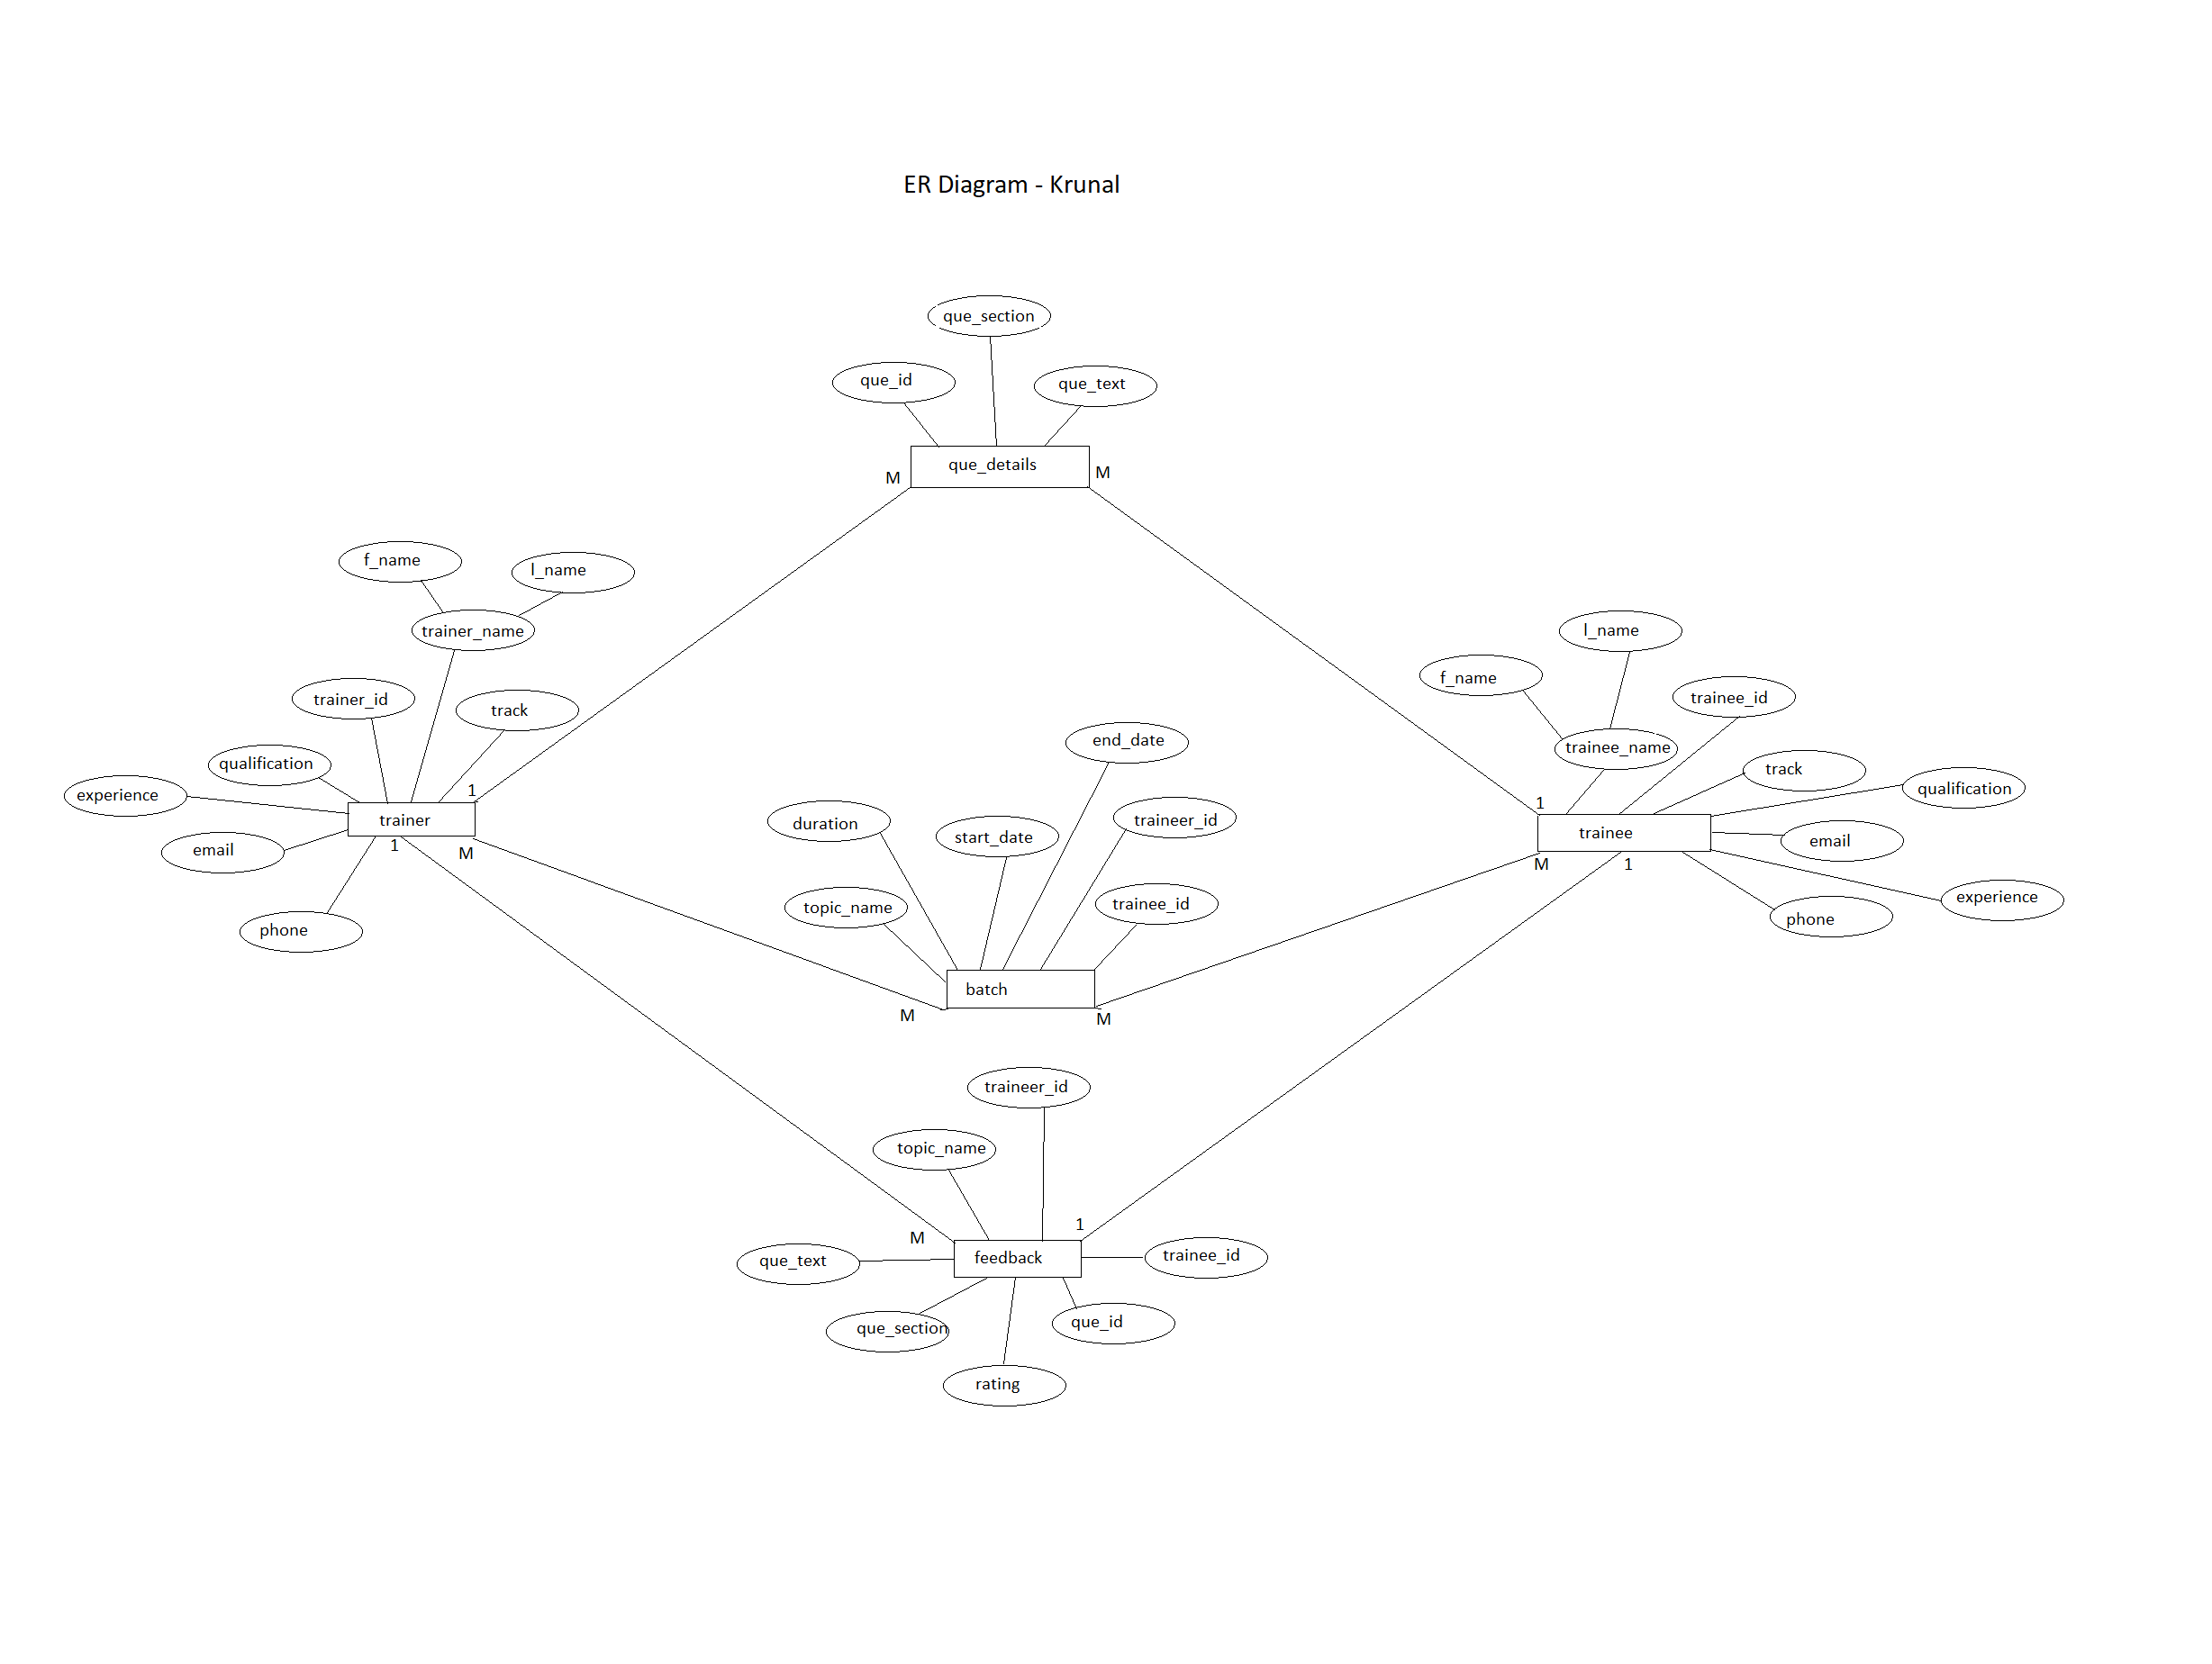 ER Diagram - Krunal
que_section
que_id
que_text
que_details
M
M
f_name
l_name
trainer_name
trainer_id
track
qualification
experience
1
trainer
email
1
M
phone
l_name
f_name
trainee_id
trainee_name
track
qualification
1
trainee
email
M
1
experience
phone
end_date
duration
start_date
traineer_id
topic_name
trainee_id
batch
M
M
traineer_id
topic_name
M
1
feedback
que_text
trainee_id
que_section
que_id
rating